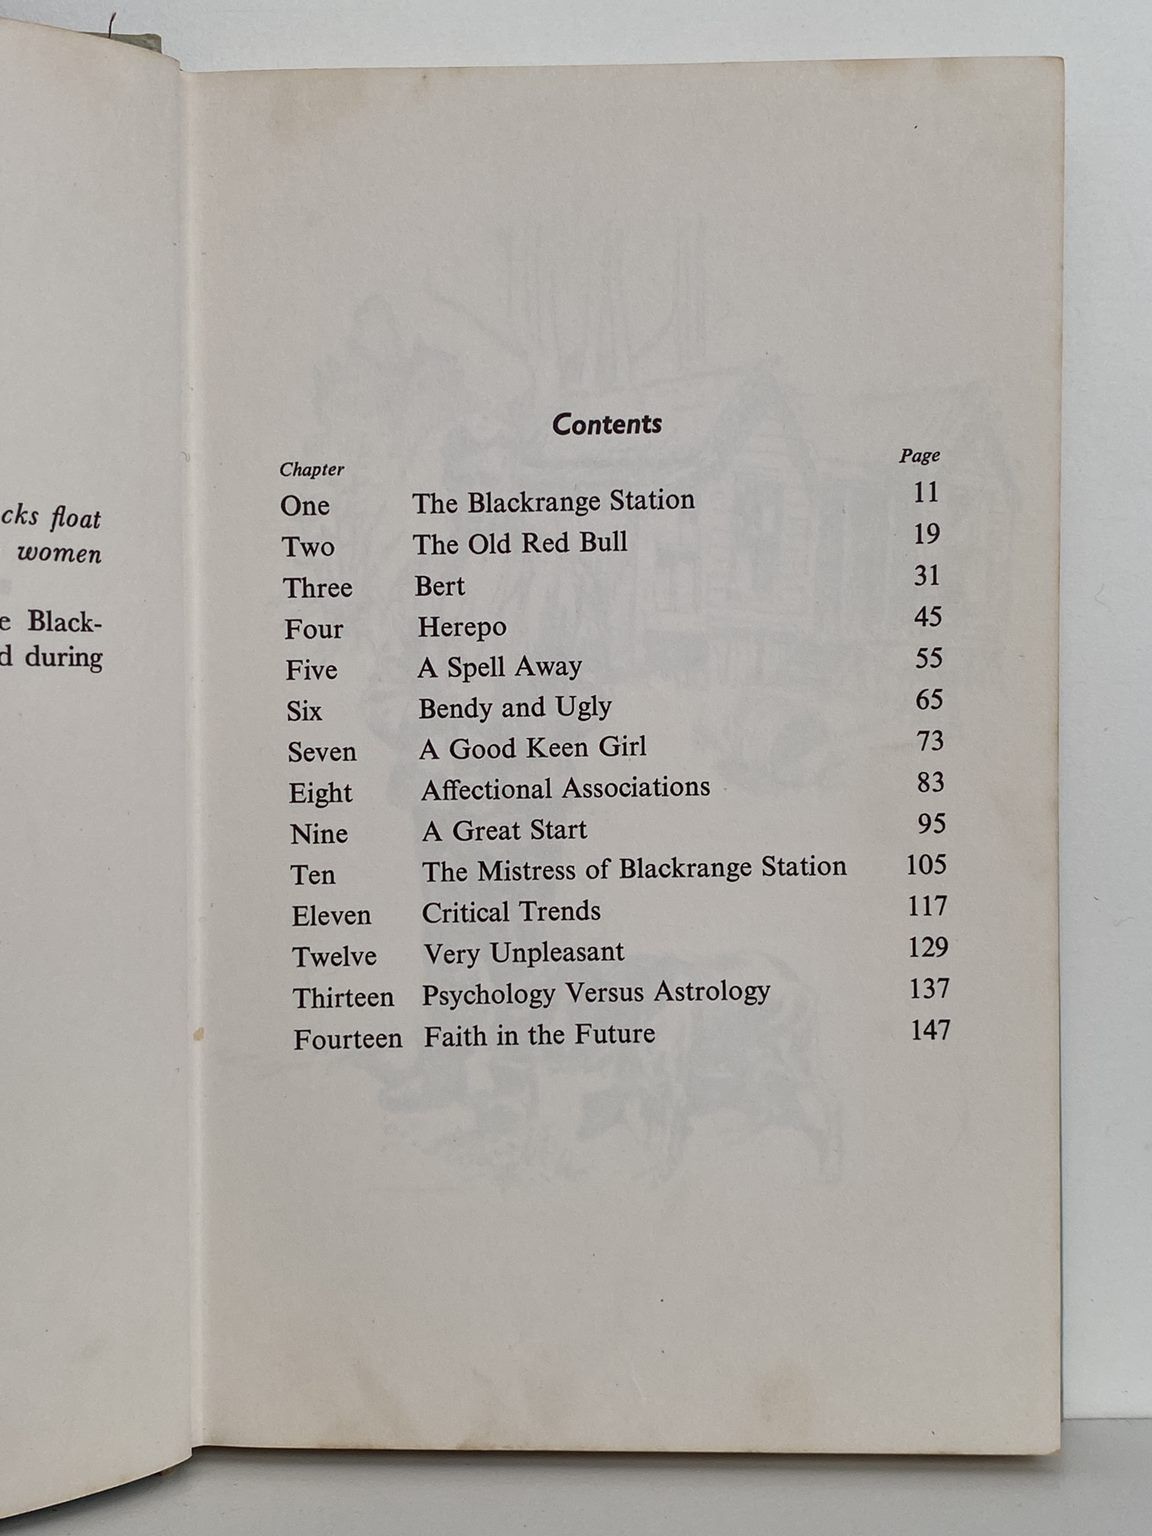 cks float
women
e Black-
d during
Contents
Chapter Page
One The Blackrange Station 11
Two The Old Red Bull 19
Three Bert 31
Four Herepo 45
Five A Spell Away 55
Six Bendy and Ugly 65
Seven A Good Keen Girl 73
Eight Affectional Associations 83
Nine A Great Start 95
Ten The Mistress of Blackrange Station 105
Eleven Critical Trends 117
Twelve Very Unpleasant 129
Thirteen Psychology Versus Astrology 137
Fourteen Faith in the Future 147